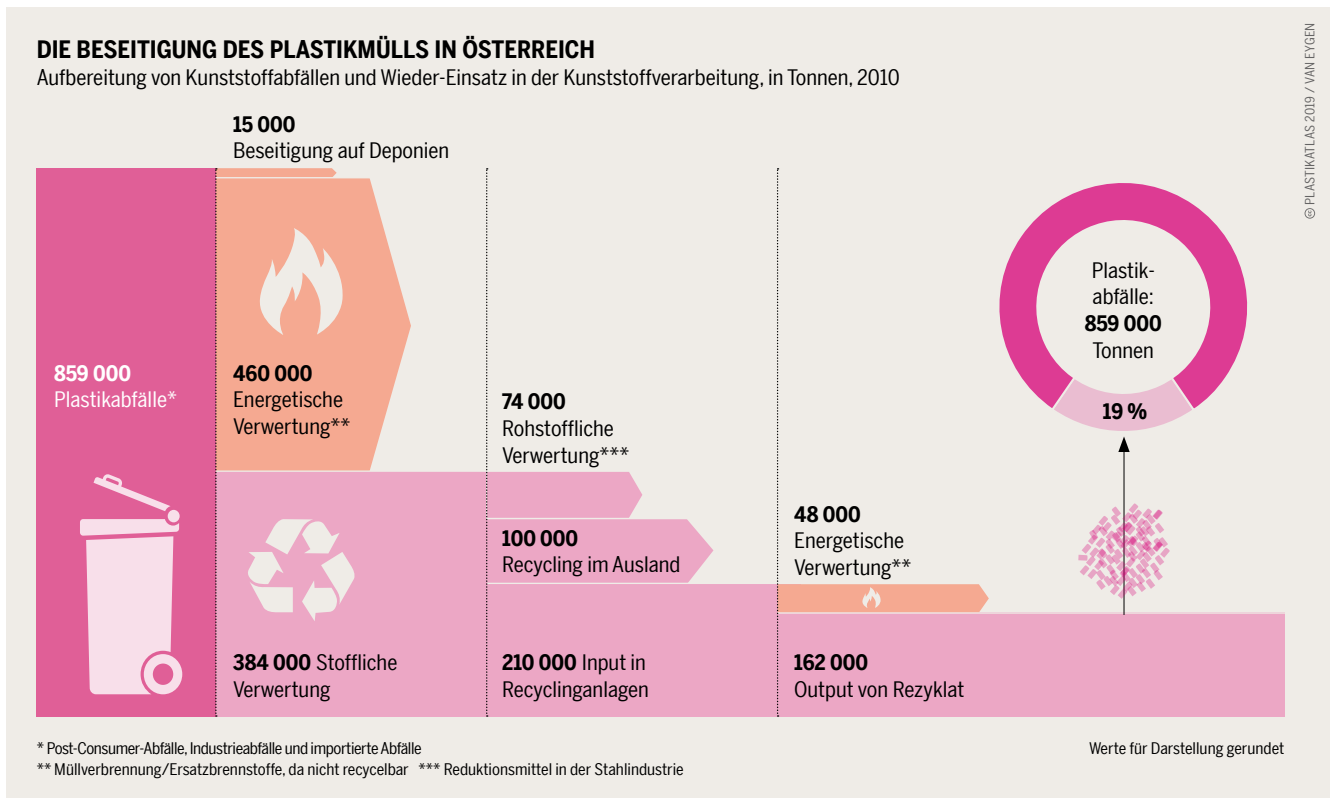 DIE BESEITIGUNG DES PLASTIKMÜLLS IN ÖSTERREICH
Aufbereitung von Kunststoffabfällen und Wieder-Einsatz in der Kunststoffverarbeitung, in Tonnen, 2010
15 000
Beseitigung auf Deponien
859 000
Plastikabfälle*
460 000
Energetische
Verwertung**
384 000 Stoffliche
Verwertung
74 000
Rohstoffliche
Verwertung***
100 000
Recycling im Ausland
210 000 Input in
Recyclinganlagen
48 000
Energetische
Verwertung**
162 000
Output von Rezyklat
Plastik-
abfälle:
859 000
Tonnen
19 %
* Post-Consumer-Abfälle, Industrieabfälle und importierte Abfälle
** Müllverbrennung/Ersatzbrennstoffe, da nicht recycelbar *** Reduktionsmittel in der Stahlindustrie
Werte für Darstellung gerundet
🅭 PLASTIKATLAS 2019 / VAN EYGEN